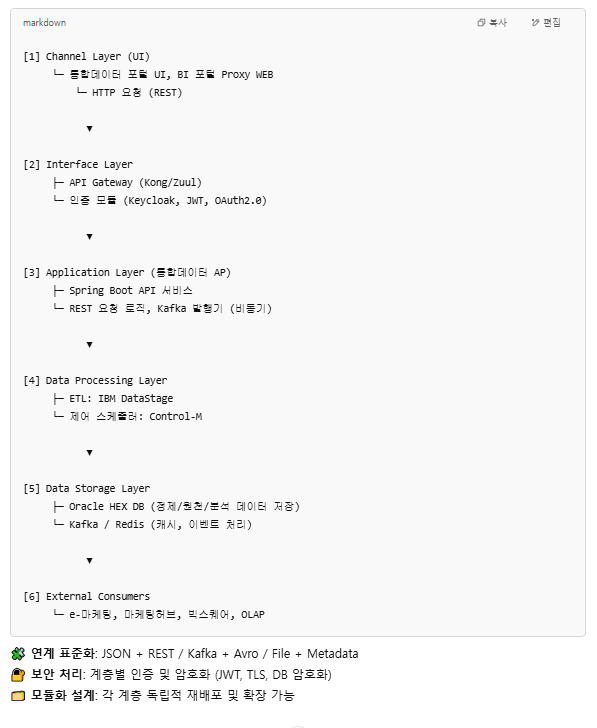 markdown
복사
편집
[1] Channel Layer (UI)
└─ 통합데이터 포털 UI, BI 포털 Proxy WEB
└─ HTTP 요청 (REST)
▼
[2] Interface Layer
├─ API Gateway (Kong/Zuul)
└─ 인증 모듈 (Keycloak, JWT, OAuth2.0)
▼
[3] Application Layer (통합데이터 AP)
├─ Spring Boot API 서비스
└─ REST 요청 로직, Kafka 발행기 (비동기)
▼
[4] Data Processing Layer
├─ ETL: IBM DataStage
└─ 제어 스케줄러: Control-M
▼
[5] Data Storage Layer
├─ Oracle HEX DB (정제/원천/분석 데이터 저장)
└─ Kafka / Redis (캐시, 이벤트 처리)
▼
[6] External Consumers
└─ e-마케팅, 마케팅허브, 빅스퀘어, OLAP
🧩 연계 표준화: JSON + REST / Kafka + Avro / File + Metadata
🔐 보안 처리: 계층별 인증 및 암호화 (JWT, TLS, DB 암호화)
🗂️ 모듈화 설계: 각 계층 독립적 재배포 및 확장 가능